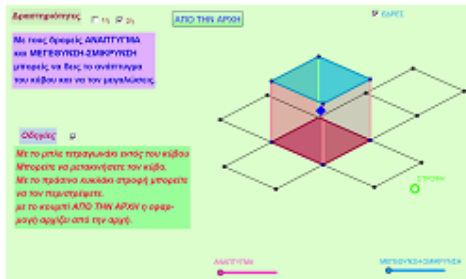 Δραστηριότητες 1η 2η
ΑΠΟ ΤΗΝ ΑΡΧΗ
ΕΔΡΕΣ
Με τους δρομείς ΑΝΑΠΤΥΓΜΑ
και ΜΕΓΕΘΥΝΣΗ-ΣΜΙΚΡΥΝΣΗ
μπορείς να δεις το ανάπτυγμα
του κύβου και να τον μεγαλώσεις.
Οδηγίες
Με το μπλε τετραγωνάκι εντός του κύβου
Μπορείτε να μετακινήσετε τον κύβο.
Με το πράσινο κυκλάκι στροφή μπορείτε
να τον περιστρέψετε.
με το κουμπί ΑΠΟ ΤΗΝ ΑΡΧΗ η εφαρ-
μογή αρχίζει από την αρχή.
ΣΤΡΟΦΗ
ΑΝΑΠΤΥΓΜΑ
ΜΕΓΕΘΥΝΣΗ-ΣΜΙΚΡΥΝΣΗ